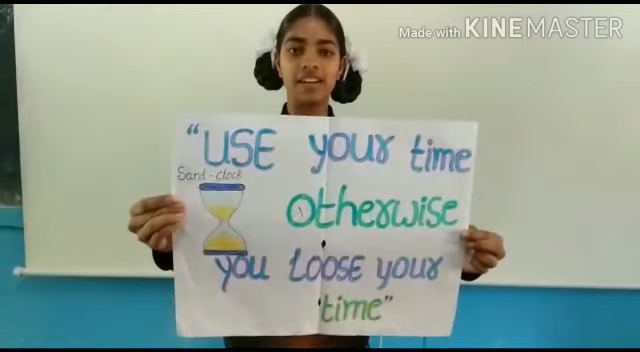 Made with KINEMASTER
"USE your time
Sand-clock
Otherwise
you LOOSE your
'time"